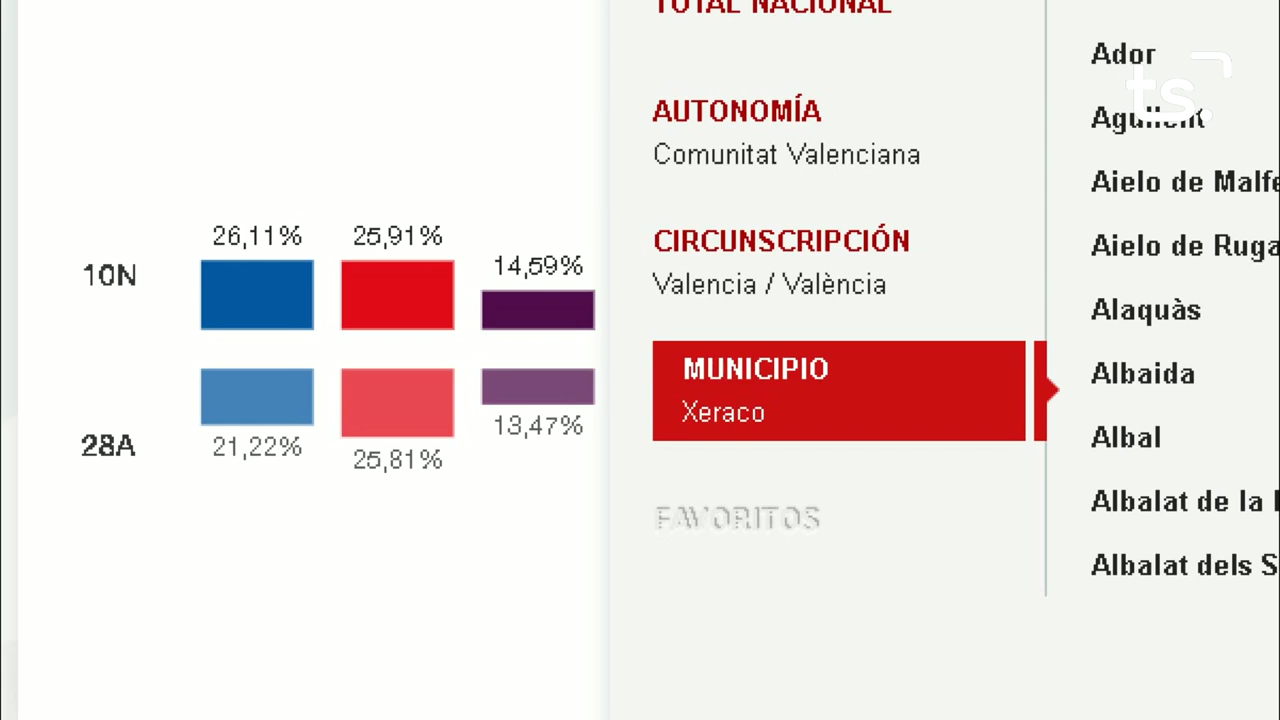 TOTAL NACIONAL
AUTONOMÍA
Comunitat Valenciana
CIRCUNSCRIPCIÓN
Valencia / València
MUNICIPIO
Xeraco
FAVORITOS
26,11% 25,91% 14,59%
10N
28A
21,22% 25,81% 13,47%
Ador
Agullent
Aielo de Malfe
Aielo de Ruga
Alaquàs
Albaida
Albal
Albalat de la
Albalat dels S
ts.